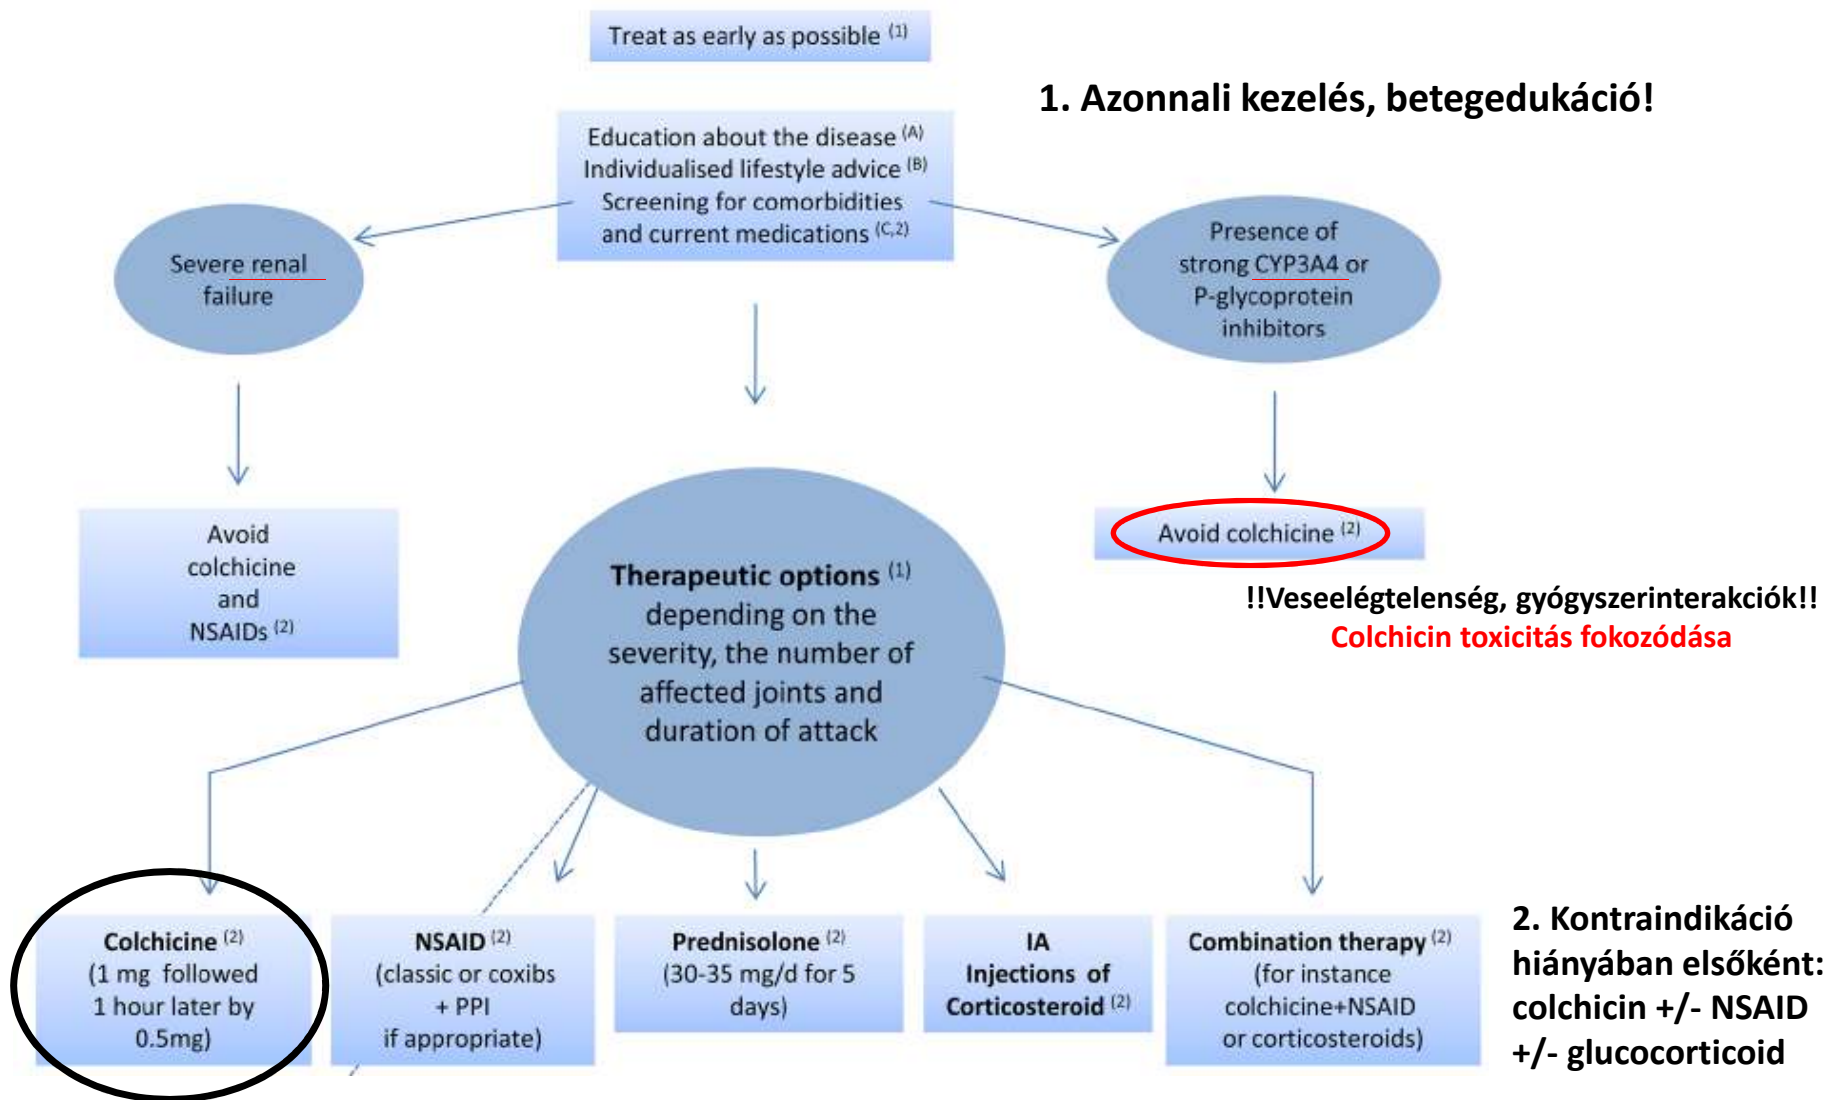 Treat as early as possible (1)
1. Azonnali kezelés, betegedukáció!
Education about the disease (A)
Individualised lifestyle advice (B)
Screening for comorbidities
and current medications (C,2)
Severe renal
failure
Presence of
strong CYP3A4 or
P-glycoprotein
inhibitors
Avoid
colchicine
and
NSAIDs (2)
Avoid colchicine (2)
!!Veseelégtelenség, gyógyszerinterakciók!!
Colchicin toxicitás fokozódása
Therapeutic options (1)
depending on the
severity, the number of
affected joints and
duration of attack
Colchicine (2)
(1 mg followed
1 hour later by
0.5mg)
NSAID (2)
(classic or coxibs
+ PPI
if appropriate)
Prednisolone (2)
(30-35 mg/d for 5
days)
IA
Injections of
Corticosteroid (2)
Combination therapy (2)
(for instance
colchicine+NSAID
or corticosteroids)
2. Kontraindikáció
hiányában elsőként:
colchicin +/- NSAID
+/- glucocorticoid